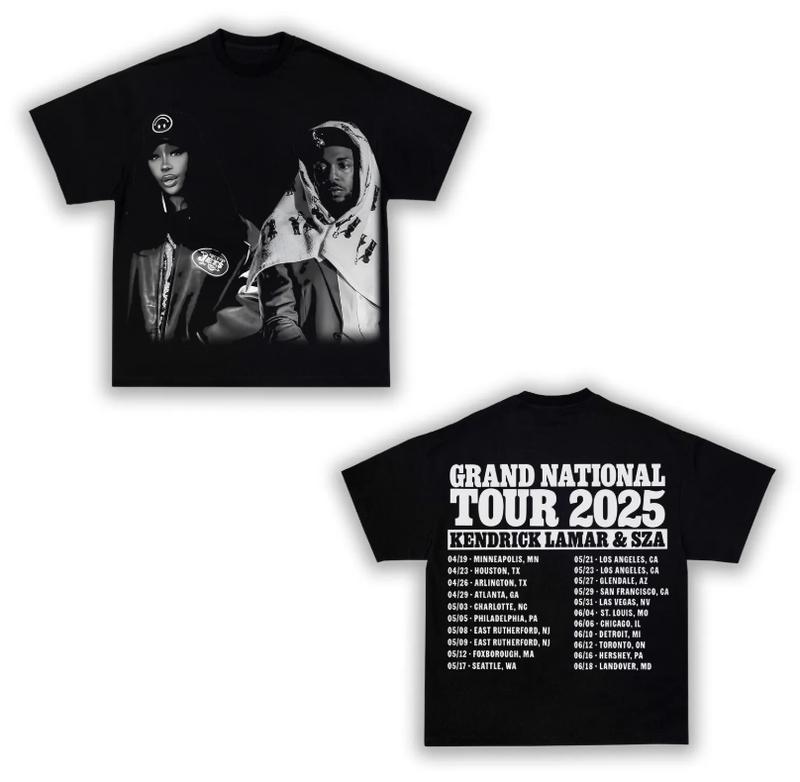 JETS
GRAND NATIONAL
TOUR 2025
KENDRICK LAMAR & SZA
04/19 · MINNEAPOLIS, MN
04/23 · HOUSTON, TX
04/26 · ARLINGTON, TX
04/29 · ATLANTA, GA
05/03 · CHARLOTTE, NC
05/05 · PHILADELPHIA, PA
05/08 · EAST RUTHERFORD, NJ
05/09 · EAST RUTHERFORD, NJ
05/12 · FOXBOROUGH, MA
05/17 · SEATTLE, WA
05/21 · LOS ANGELES, CA
05/23 · LOS ANGELES, CA
05/27 · GLENDALE, AZ
05/29 · SAN FRANCISCO, CA
05/31 · LAS VEGAS, NV
06/04 · ST. LOUIS, MO
06/06 · CHICAGO, IL
06/10 · DETROIT, MI
06/12 · TORONTO, ON
06/16 · HERSHEY, PA
06/18 · LANDOVER, MD